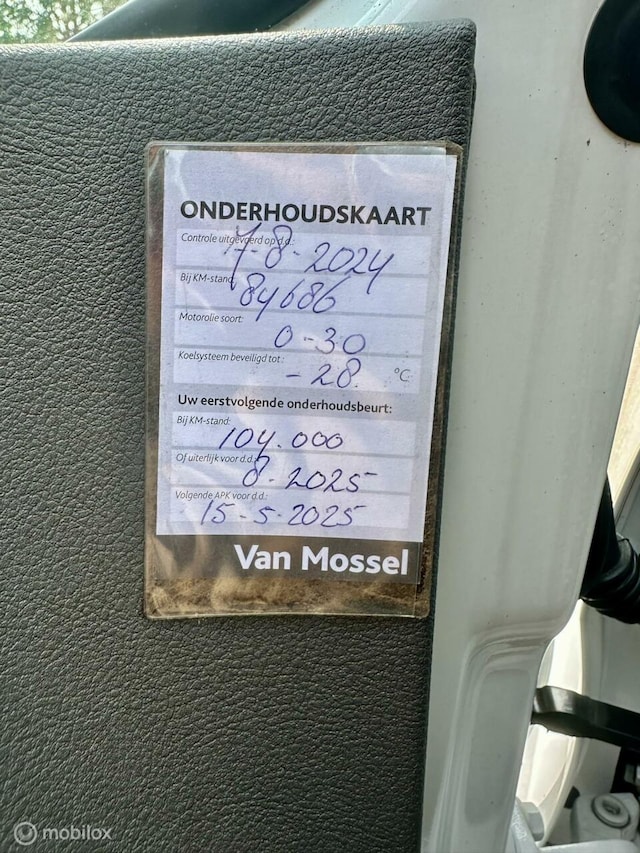 ONDERHOUDSKAART
Controle uitgevoerd op d.d.: 7-8-2024
Bij KM-stand: 84686
Motorolie soort: 0-30
Koelsysteem beveiligd tot: -28. °C
Uw eerstvolgende onderhoudsbeurt:
Bij KM-stand: 104.000
Of uiterlijk voor d.d.: 8-2025
Volgende APK voor d.d.: 15-5-2025
Van Mossel
mobilox